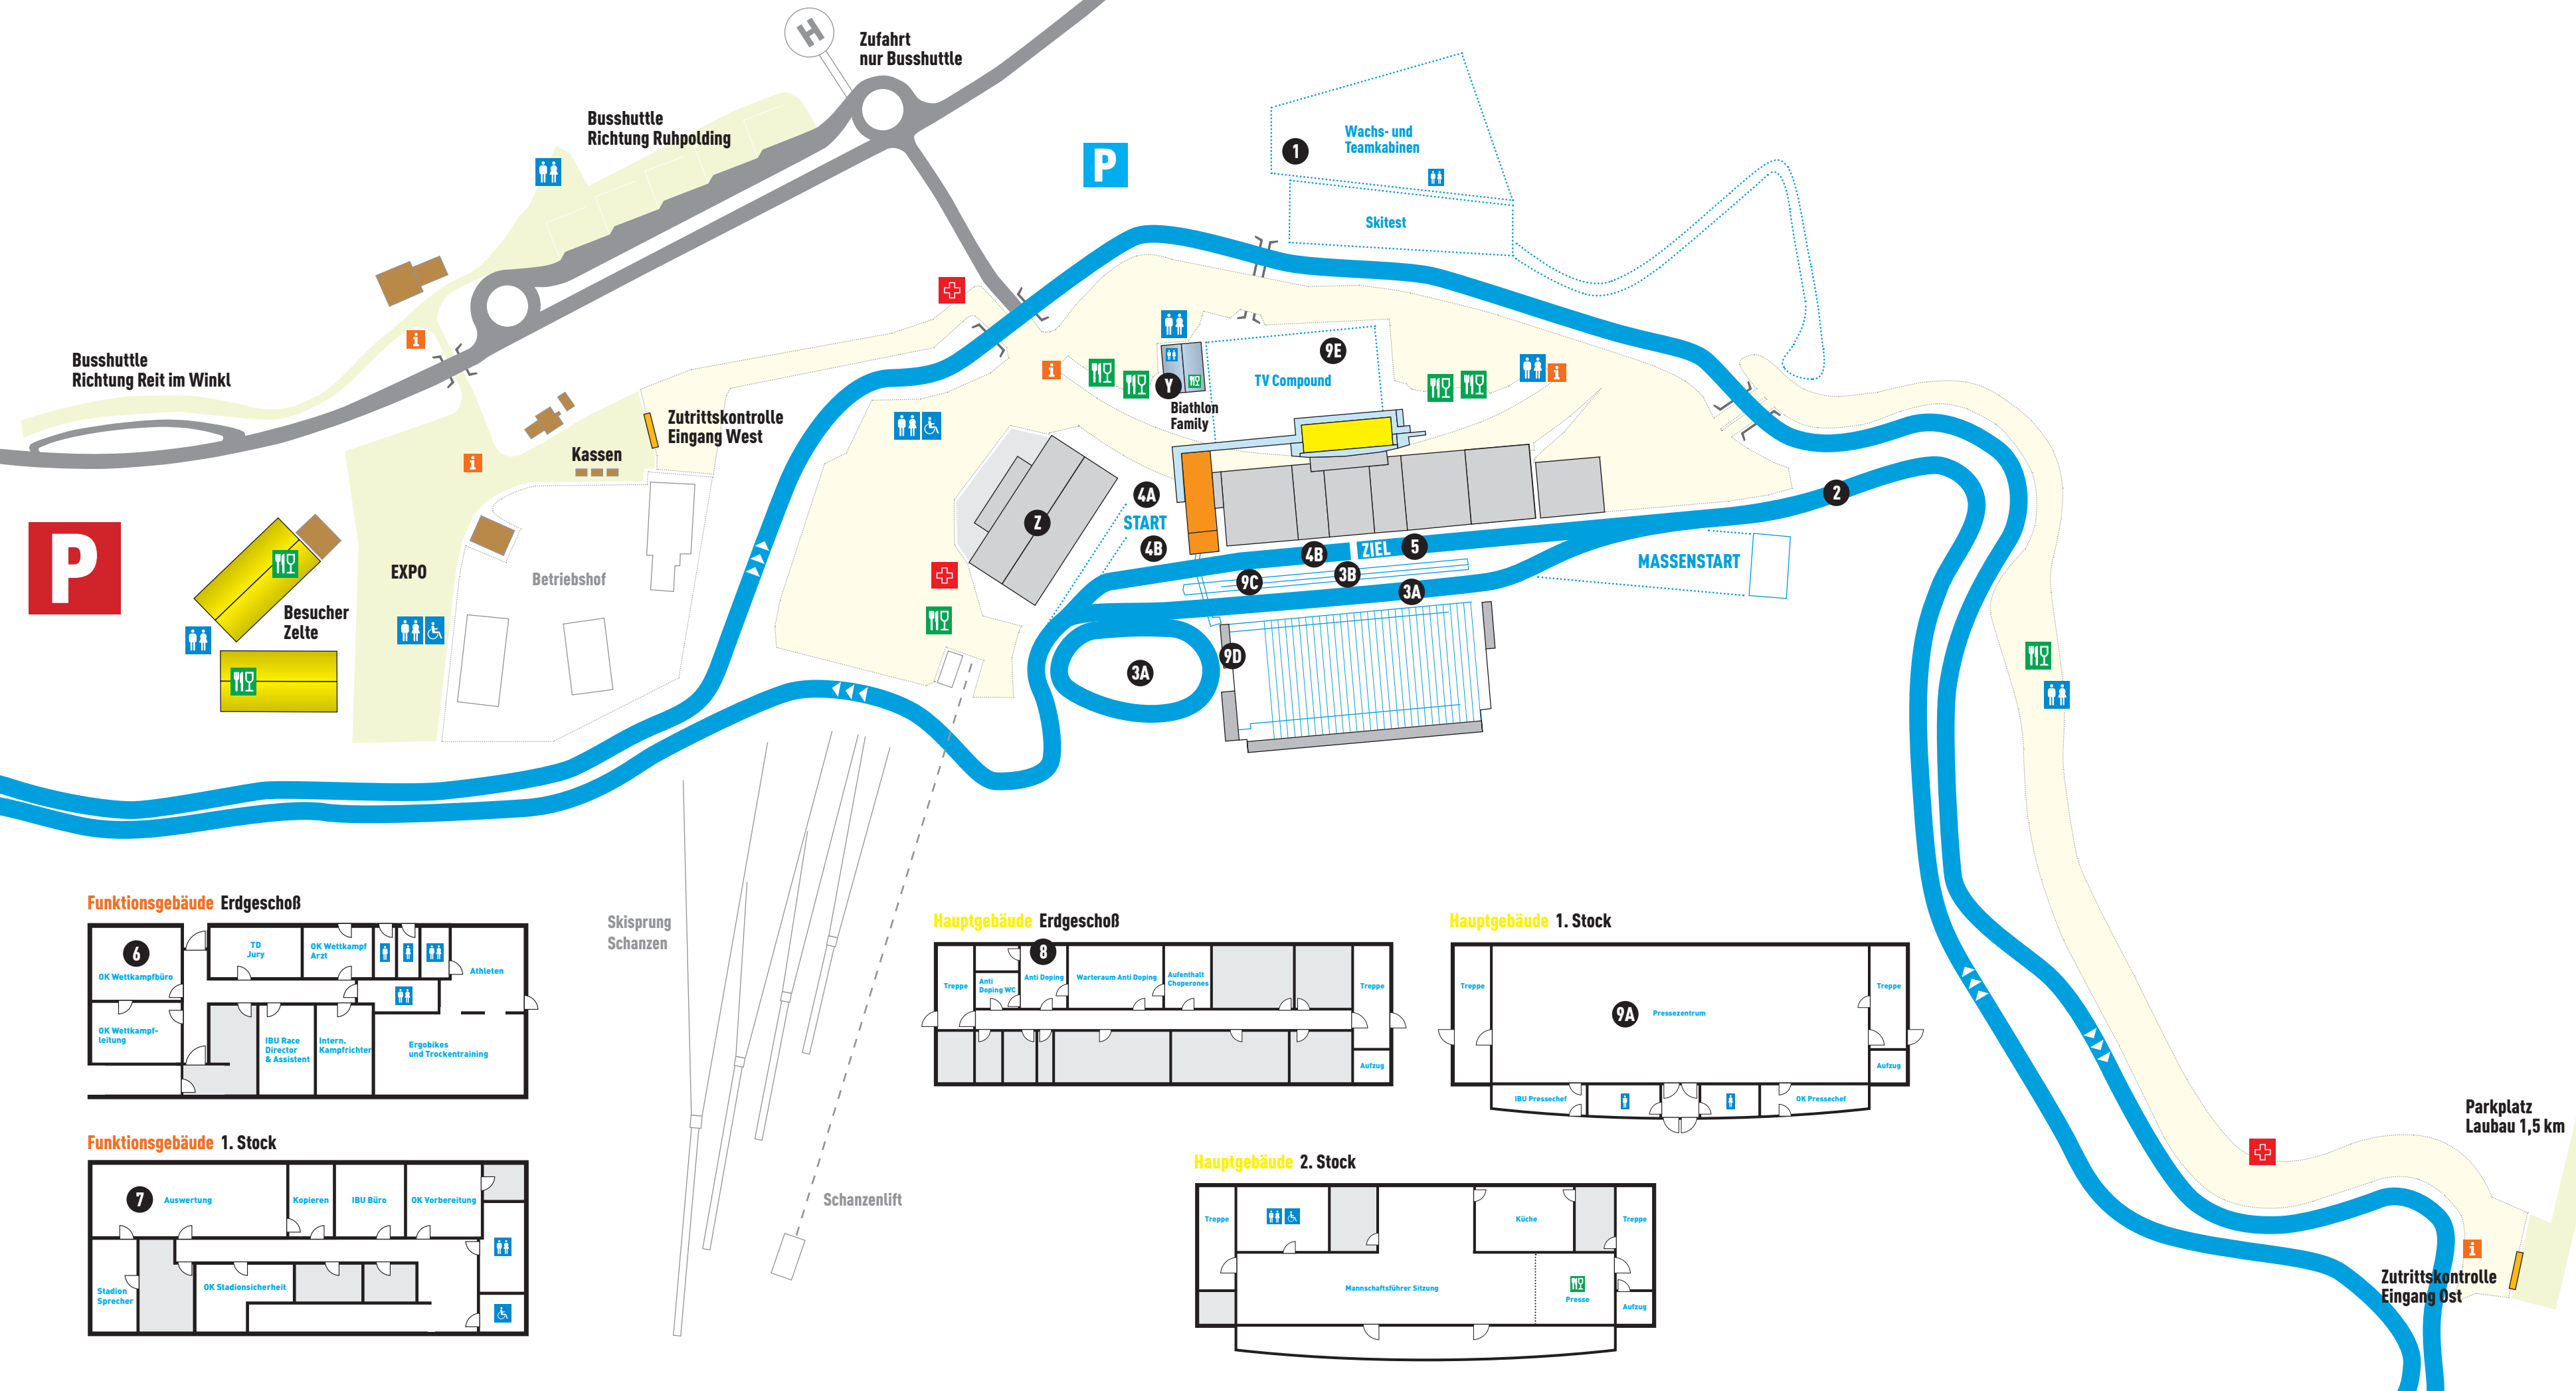 H
Zufahrt
nur Busshuttle
Busshuttle
Richtung Ruhpolding
P
1
Wachs- und
Teamkabinen
Skitest
i
Busshuttle
Richtung Reit im Winkl
i
9E
TV Compound
i
Y
Biathlon
Family
Zutrittskontrolle
Eingang West
Kassen
i
P
EXPO
Betriebshof
Besucher
Zelte
Z
4A
START
4B
4B
ZIEL
5
2
9C
3B
3A
MASSENSTART
3A
9D
Skisprung
Schanzen
Schanzenlift
Parkplatz
Laubau 1,5 km
i
Zutrittskontrolle
Eingang Ost
Funktionsgebäude Erdgeschoß
6
OK Wettkampfbüro
TD
Jury
OK Wettkampf
Arzt
Athleten
OK Wettkampf-
leitung
IBU Race
Director
& Assistent
Intern.
Kampfrichter
Ergobikes
und Trockentraining
Funktionsgebäude 1. Stock
7
Auswertung
Kopieren
IBU Büro
OK Vorbereitung
Stadion
Sprecher
OK Stadionsicherheit
Hauptgebäude Erdgeschoß
8
Treppe
Anti
Doping WC
Anti Doping
Warteraum Anti Doping
Aufenthalt
Choperones
Treppe
Aufzug
Hauptgebäude 1. Stock
Treppe
9A
Pressezentrum
Treppe
Aufzug
IBU Pressechef
OK Pressechef
Hauptgebäude 2. Stock
Treppe
Küche
Treppe
Mannschaftsführer Sitzung
Presse
Aufzug